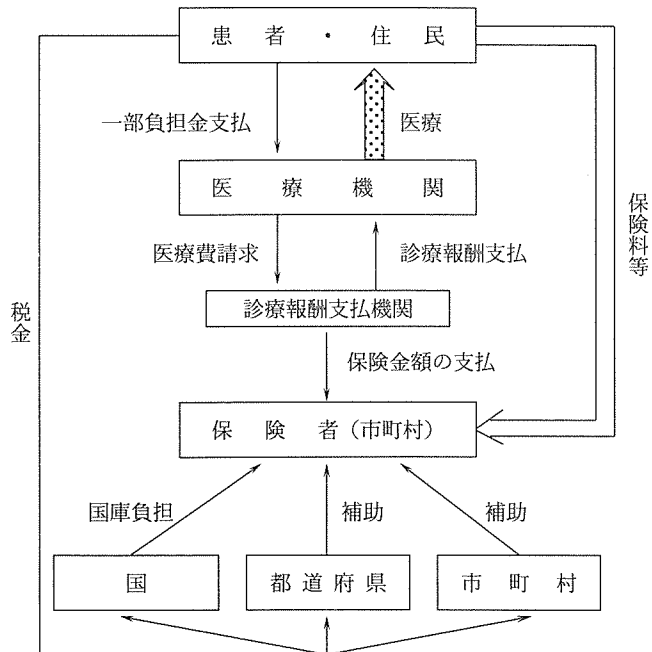 患者・住民
一部負担金支払
医療
医療機関
医療費請求
診療報酬支払
保険料等
診療報酬支払機関
税金
保険金額の支払
保険者(市町村)
国庫負担
補助
補助
国
都道府県
市町村